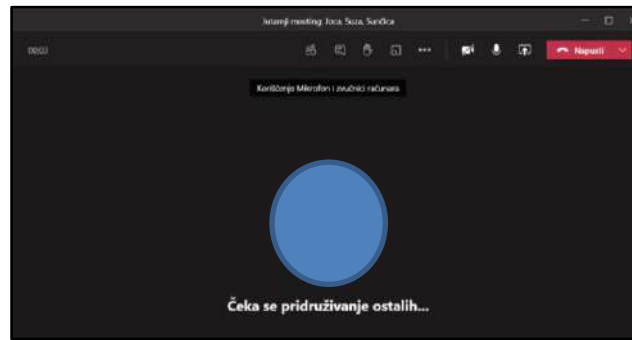 Jutarnji meeting: Joca, Suza, Sunčica
00:03
Napusti
Korišćenje Mikrofon i zvučnici računara
Čeka se pridruživanje ostalih...